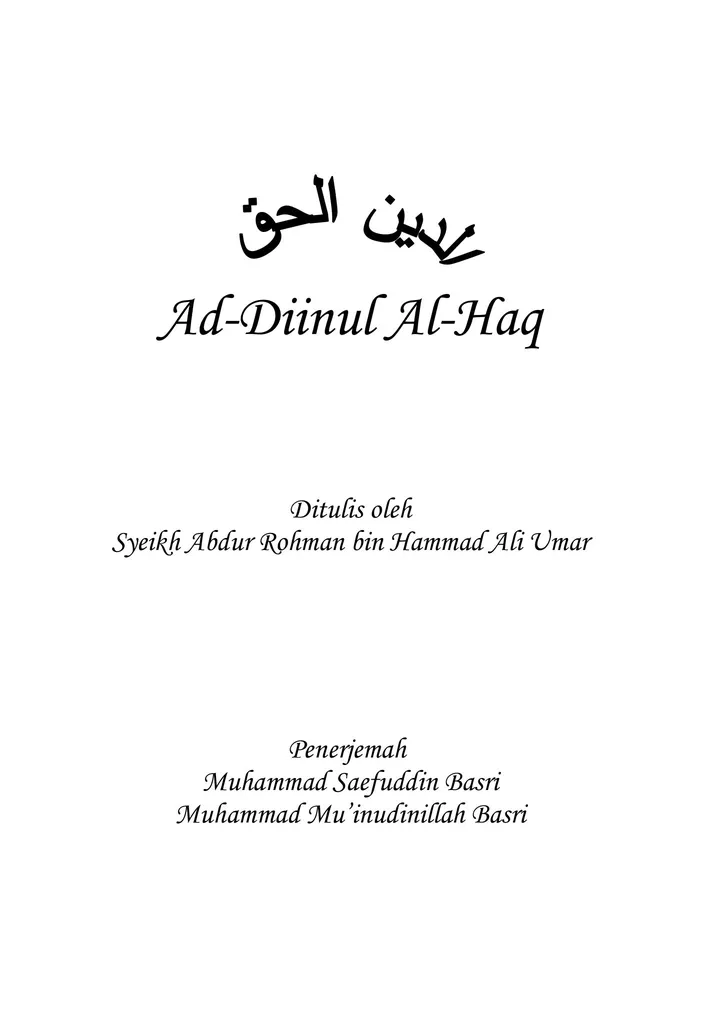 الدين الحق
Ad-Diinul Al-Haq
Ditulis oleh
Syeikh Abdur Rohman bin Hammad Ali Umar
Penerjemah
Muhammad Saefuddin Basri
Muhammad Mu’inudinillah Basri